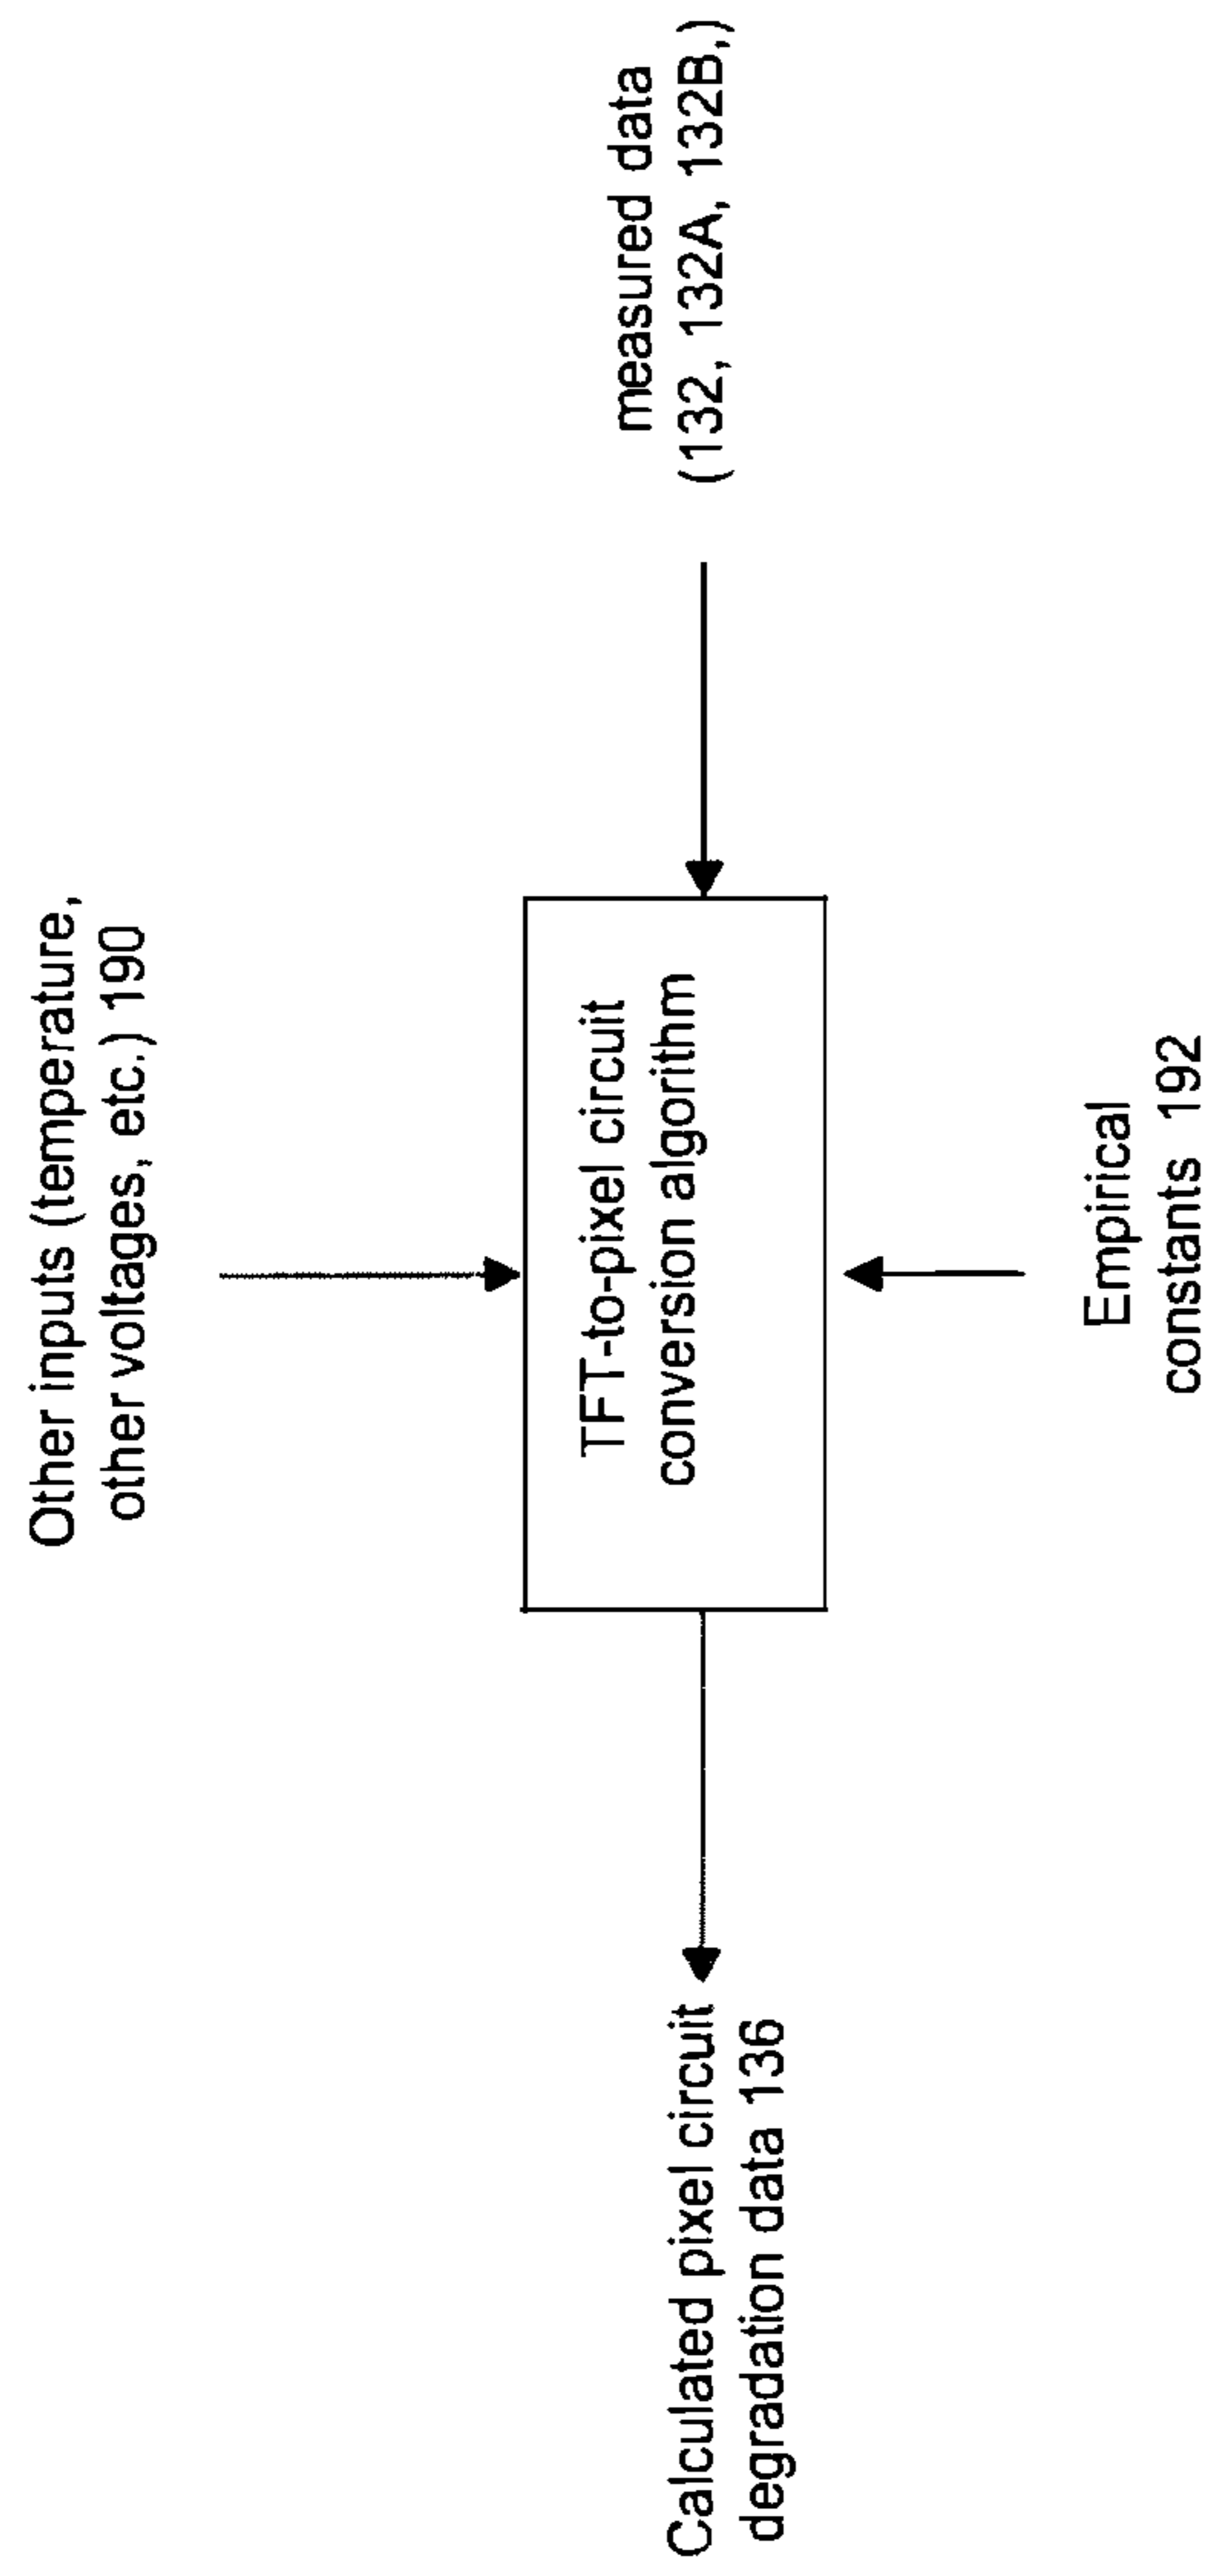 Other inputs (temperature,
other voltages, etc.) 190
measured data
(132, 132A, 132B,)
TFT-to-pixel circuit
conversion algorithm
Calculated pixel circuit
degradation data 136
Empirical
constants 192